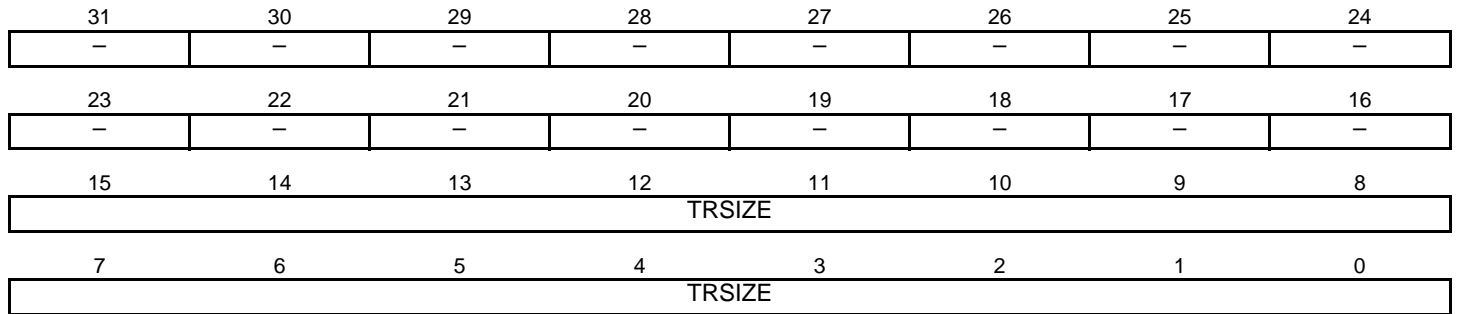 31 30 29 28 27 26 25 24
– – – – – – – –
23 22 21 20 19 18 17 16
– – – – – – – –
15 14 13 12 11 10 9 8
TRSIZE
7 6 5 4 3 2 1 0
TRSIZE